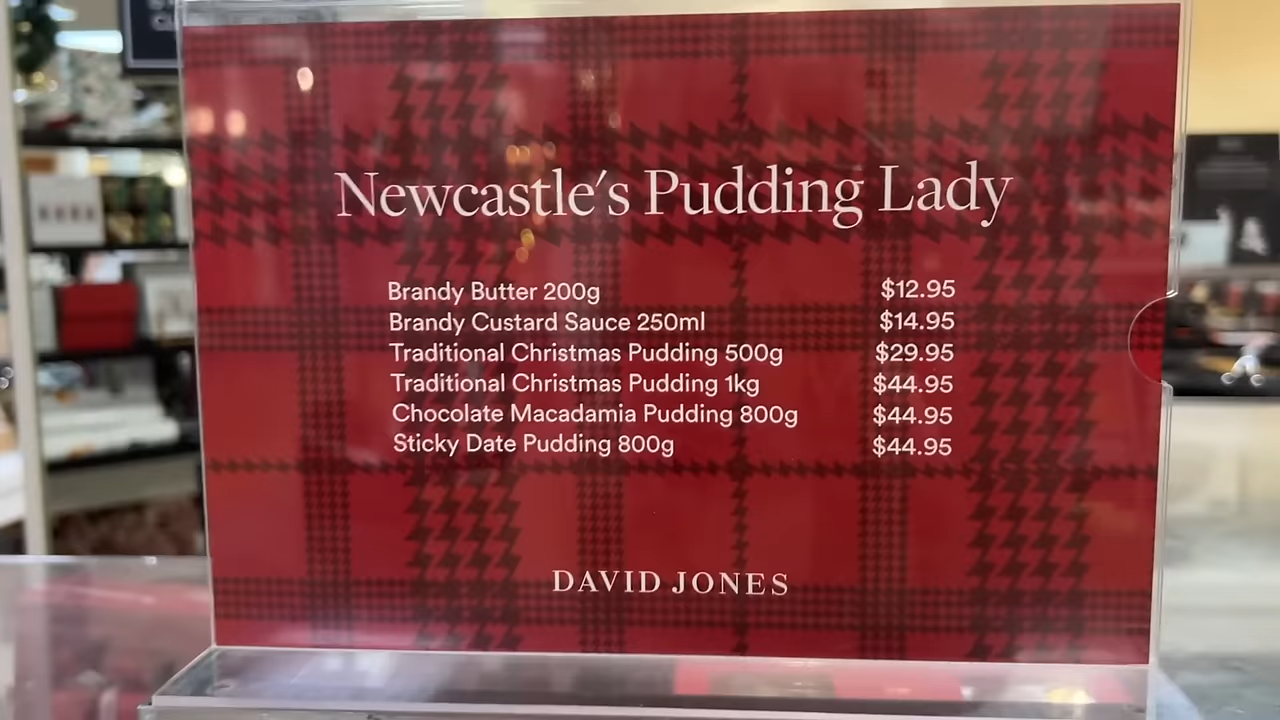 Newcastle's Pudding Lady
Brandy Butter 200g $12.95
Brandy Custard Sauce 250ml $14.95
Traditional Christmas Pudding 500g $29.95
Traditional Christmas Pudding 1kg $44.95
Chocolate Macadamia Pudding 800g $44.95
Sticky Date Pudding 800g $44.95
DAVID JONES